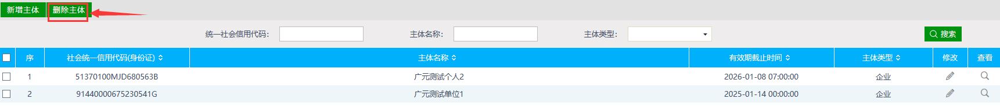 新增主体 删除主体
统一社会信用代码： 主体名称： 主体类型： 搜索
序 社会统一信用代码(身份证) 主体名称 有效期截止时间 主体类型 修改 查看
1 51370100MJD680563B 广元测试个人2 2026-01-08 07:00:00 企业
2 91440000675230541G 广元测试单位1 2025-01-14 00:00:00 企业